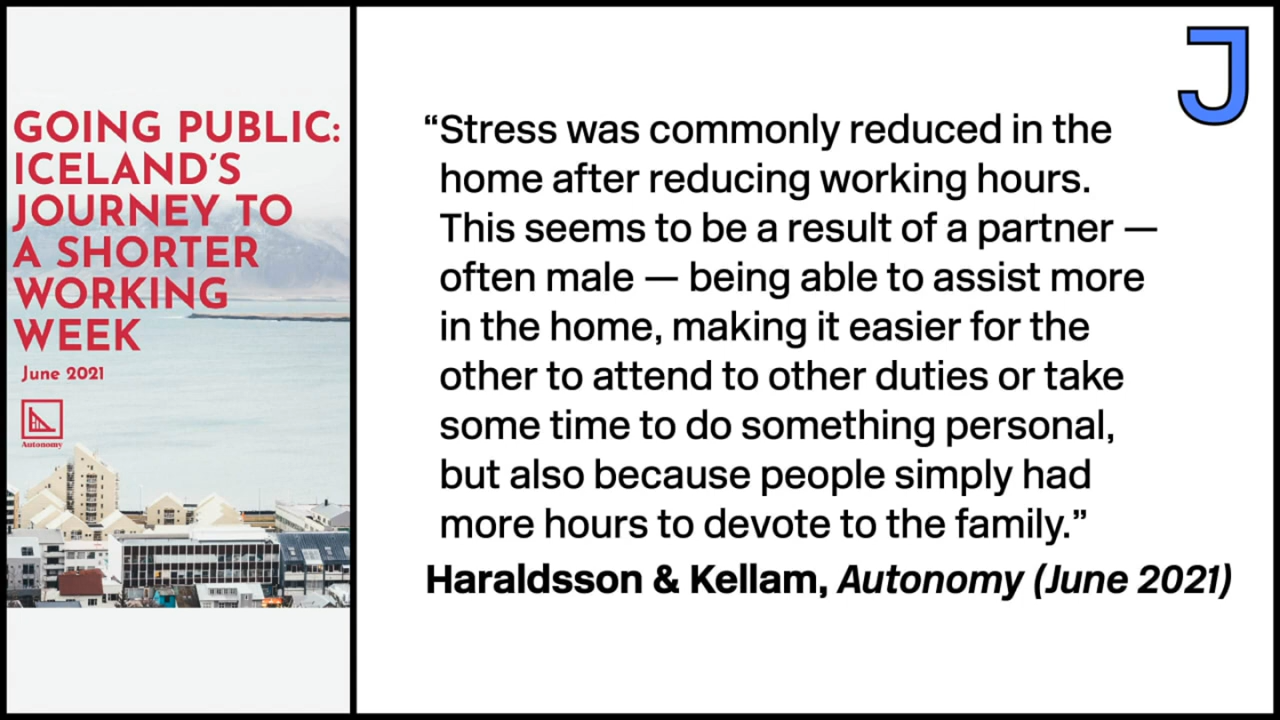 GOING PUBLIC:
ICELAND'S
JOURNEY TO
A SHORTER
WORKING
WEEK
June 2021
Autonomy
J
“Stress was commonly reduced in the
home after reducing working hours.
This seems to be a result of a partner —
often male — being able to assist more
in the home, making it easier for the
other to attend to other duties or take
some time to do something personal,
but also because people simply had
more hours to devote to the family.”
Haraldsson & Kellam, Autonomy (June 2021)